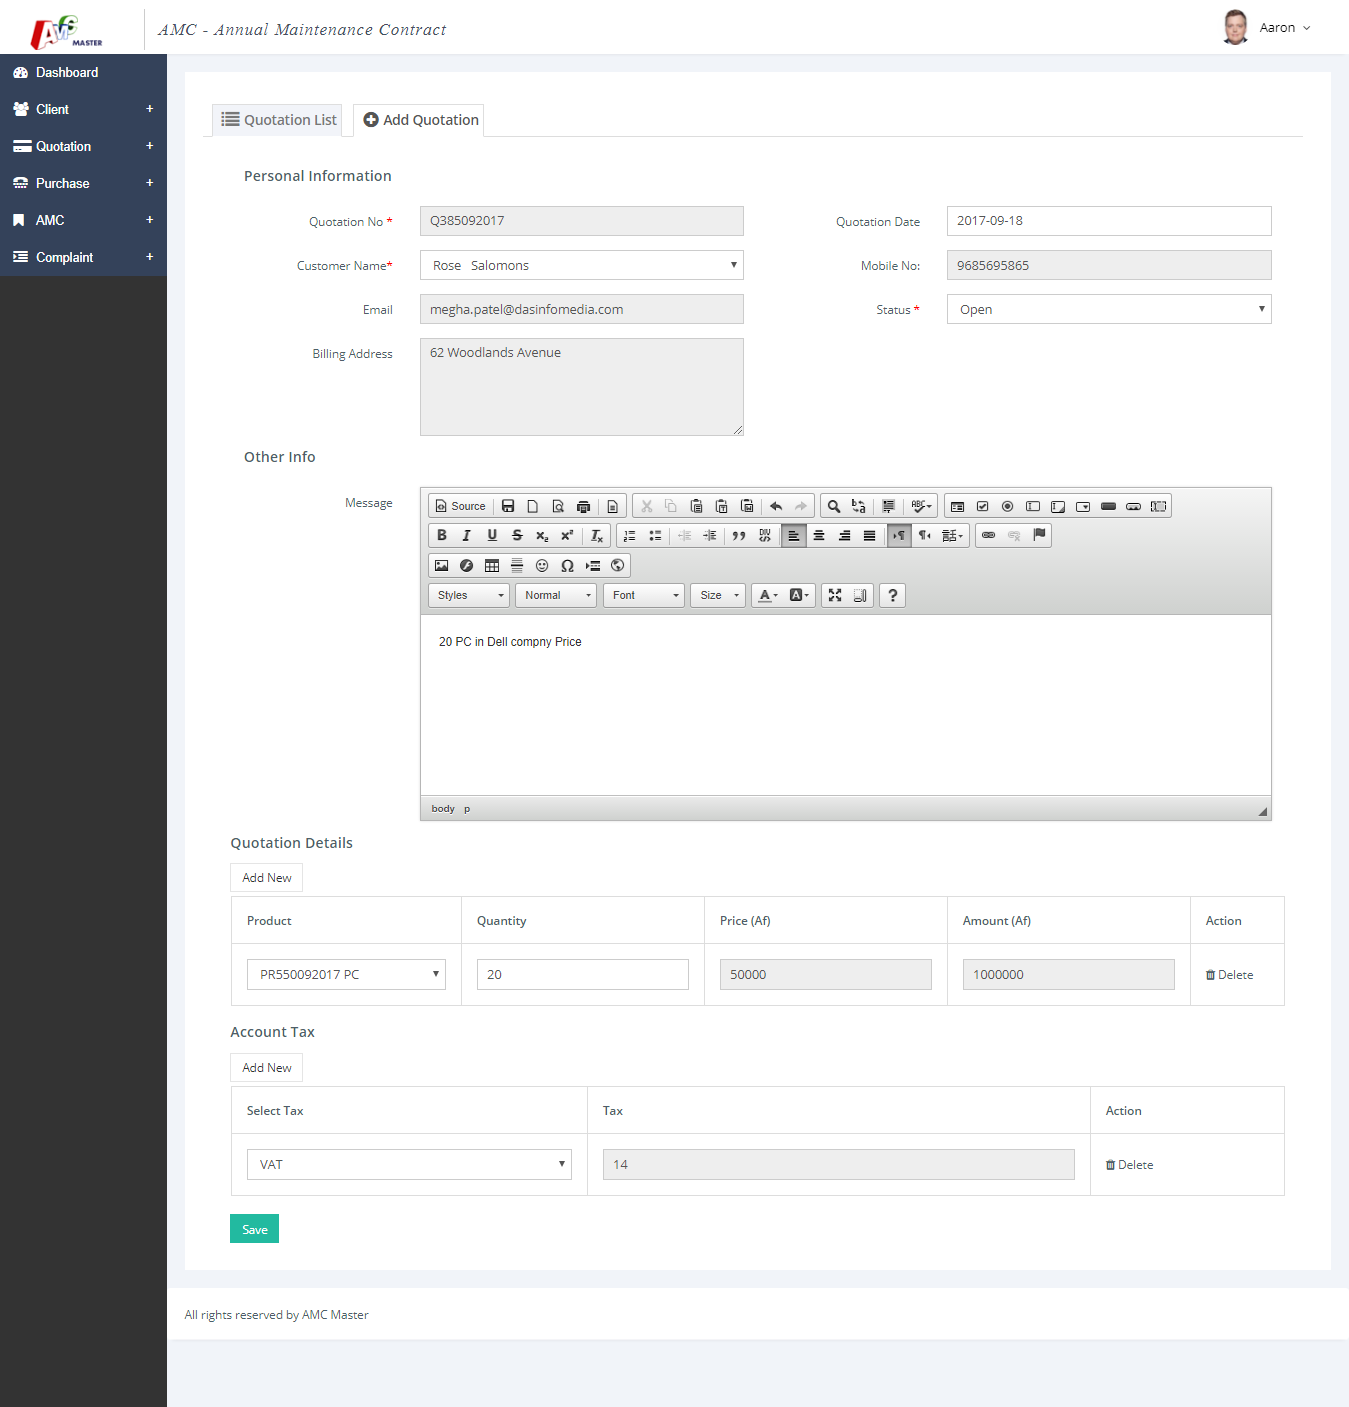 AMC MASTER
AMC - Annual Maintenance Contract
Aaron
Dashboard
Client +
Quotation +
Purchase +
AMC +
Complaint +
Quotation List
Add Quotation
Personal Information
Quotation No * Q385092017
Quotation Date 2017-09-18
Customer Name* Rose Salomons
Mobile No: 9685695865
Email megha.patel@dasinfomedia.com
Status * Open
Billing Address 62 Woodlands Avenue
Other Info
Message
Source
Styles Normal Font Size
20 PC in Dell compny Price
body p
Quotation Details
Add New
Product Quantity Price (Af) Amount (Af) Action
PR550092017 PC 20 50000 1000000 Delete
Account Tax
Add New
Select Tax Tax Action
VAT 14 Delete
Save
All rights reserved by AMC Master